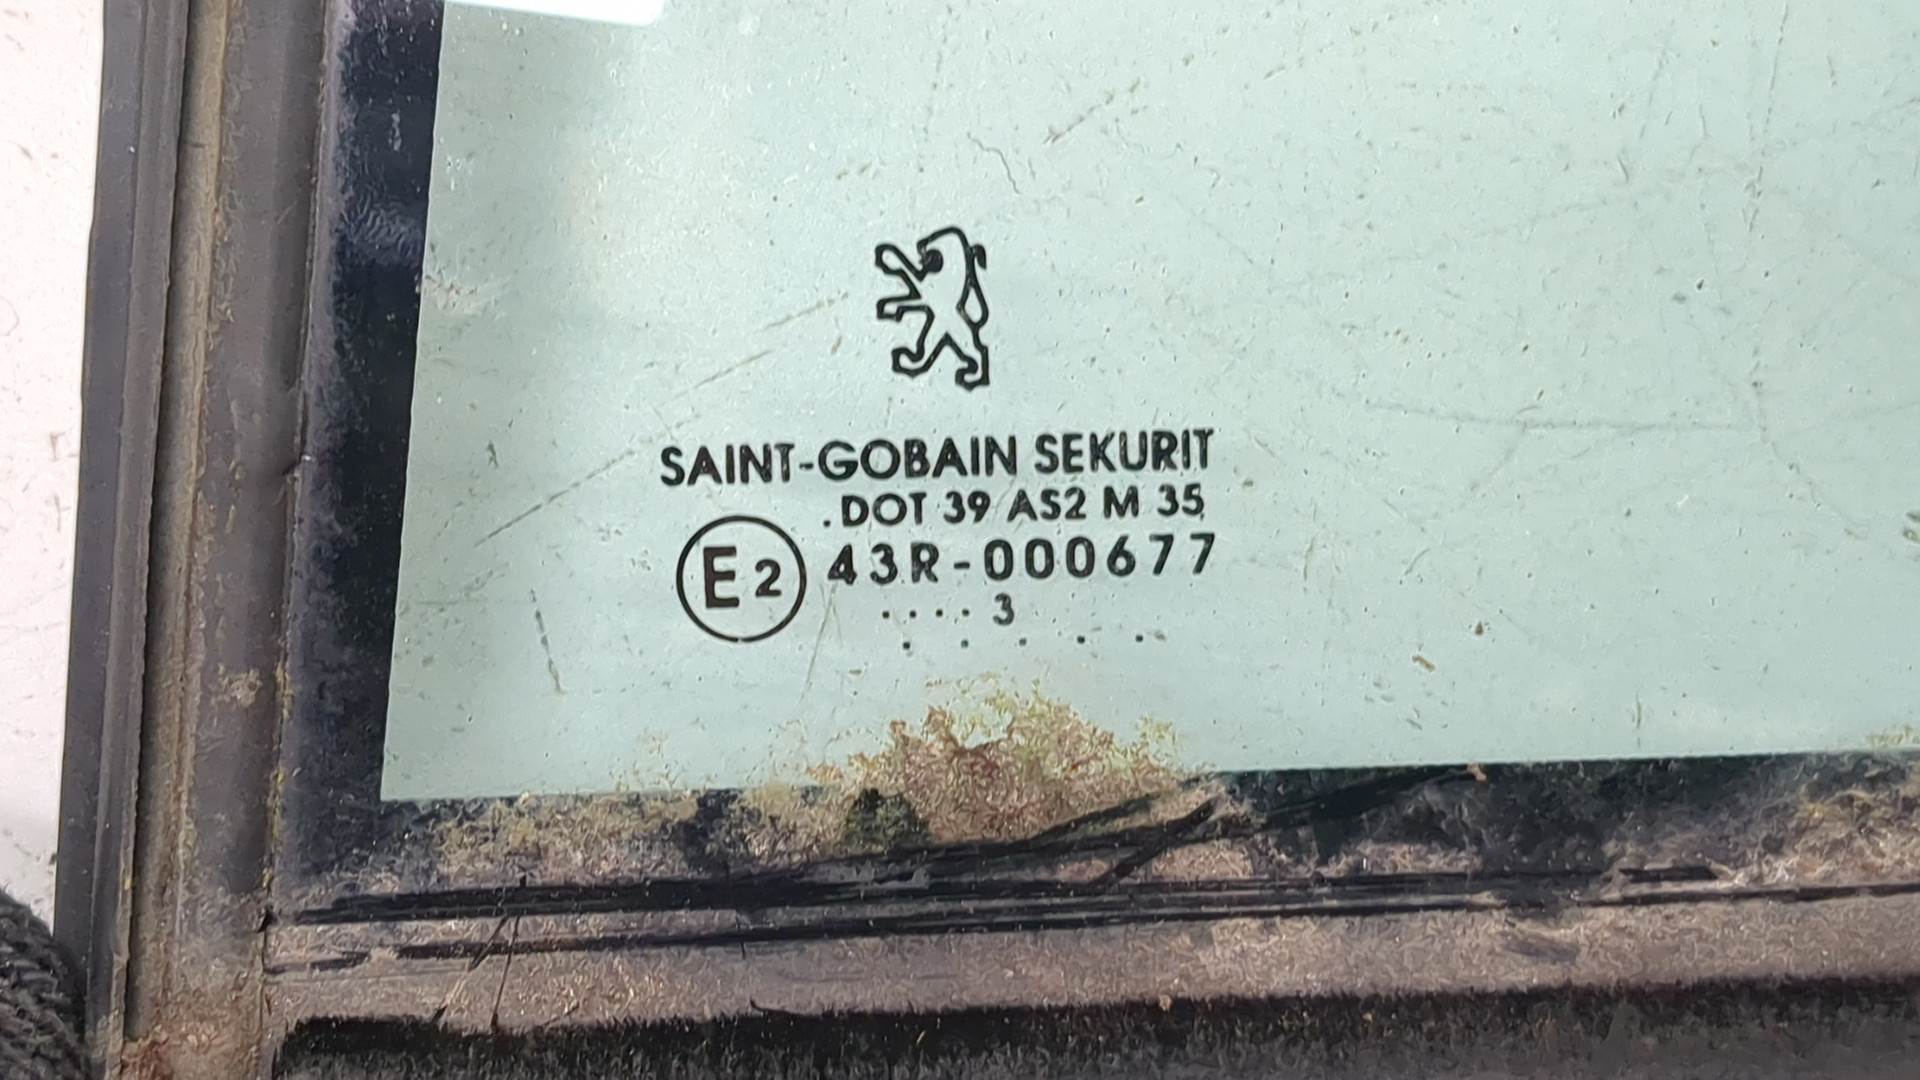 SAINT-GOBAIN SEKURIT
.DOT 39 AS2 M 35
E2 43R-000677
....3
.....